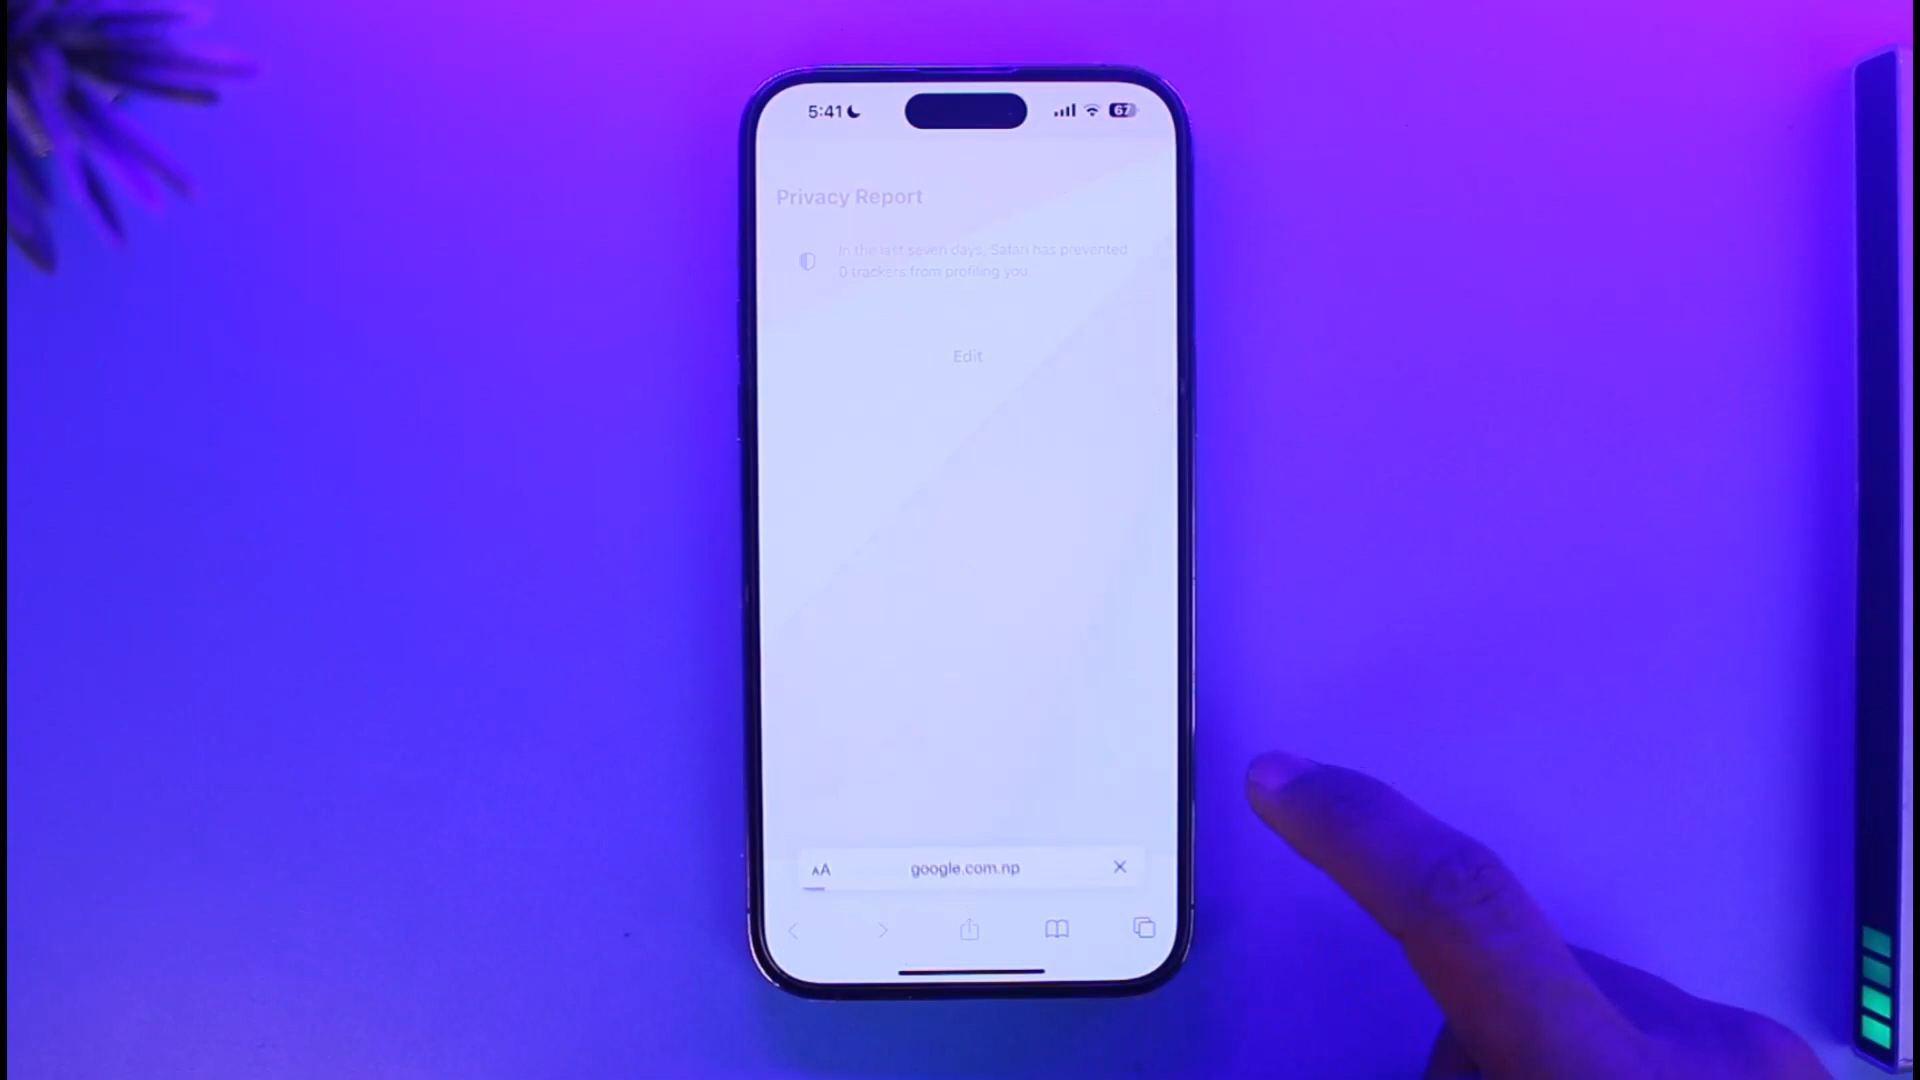 5:41
67
Privacy Report
In the last seven days, Safari has prevented
0 trackers from profiling you
Edit
AA
google.com.np